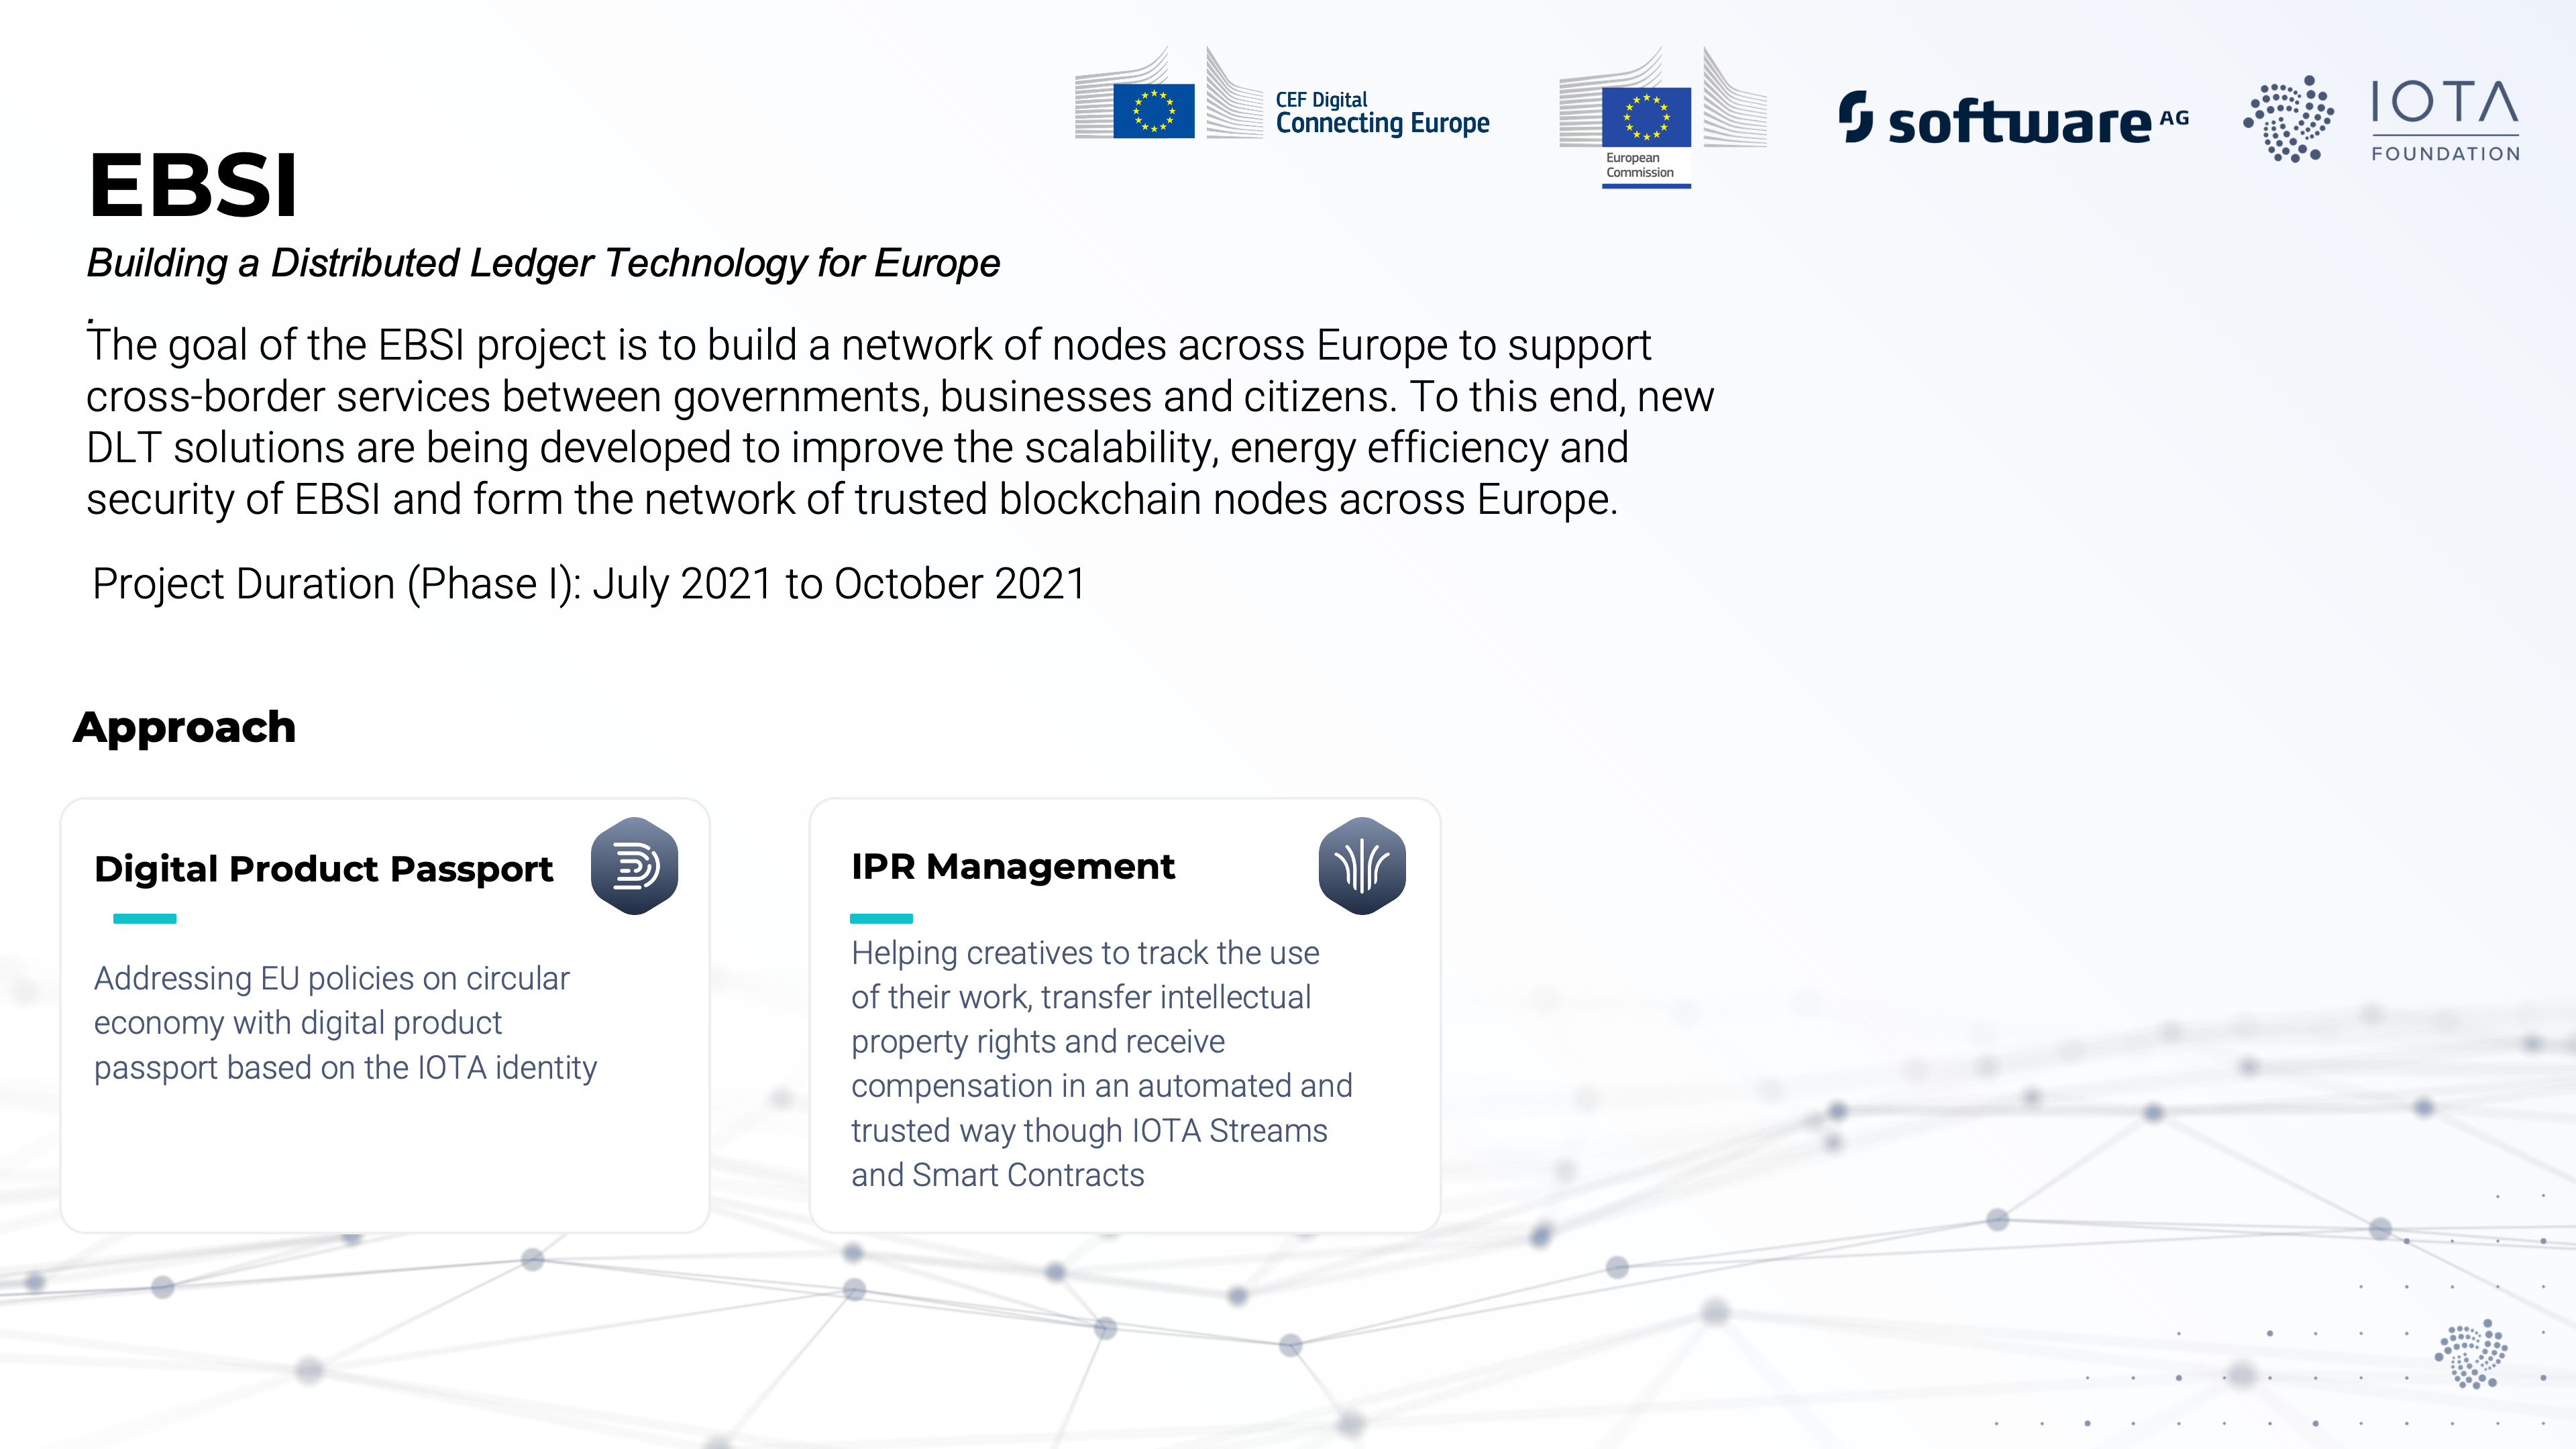 CEF Digital
Connecting Europe
European
Commission
software AG
IOTA
FOUNDATION
EBSI
Building a Distributed Ledger Technology for Europe
.
The goal of the EBSI project is to build a network of nodes across Europe to support
cross-border services between governments, businesses and citizens. To this end, new
DLT solutions are being developed to improve the scalability, energy efficiency and
security of EBSI and form the network of trusted blockchain nodes across Europe.
Project Duration (Phase I): July 2021 to October 2021
Approach
Digital Product Passport
Addressing EU policies on circular
economy with digital product
passport based on the IOTA identity
IPR Management
Helping creatives to track the use
of their work, transfer intellectual
property rights and receive
compensation in an automated and
trusted way though IOTA Streams
and Smart Contracts